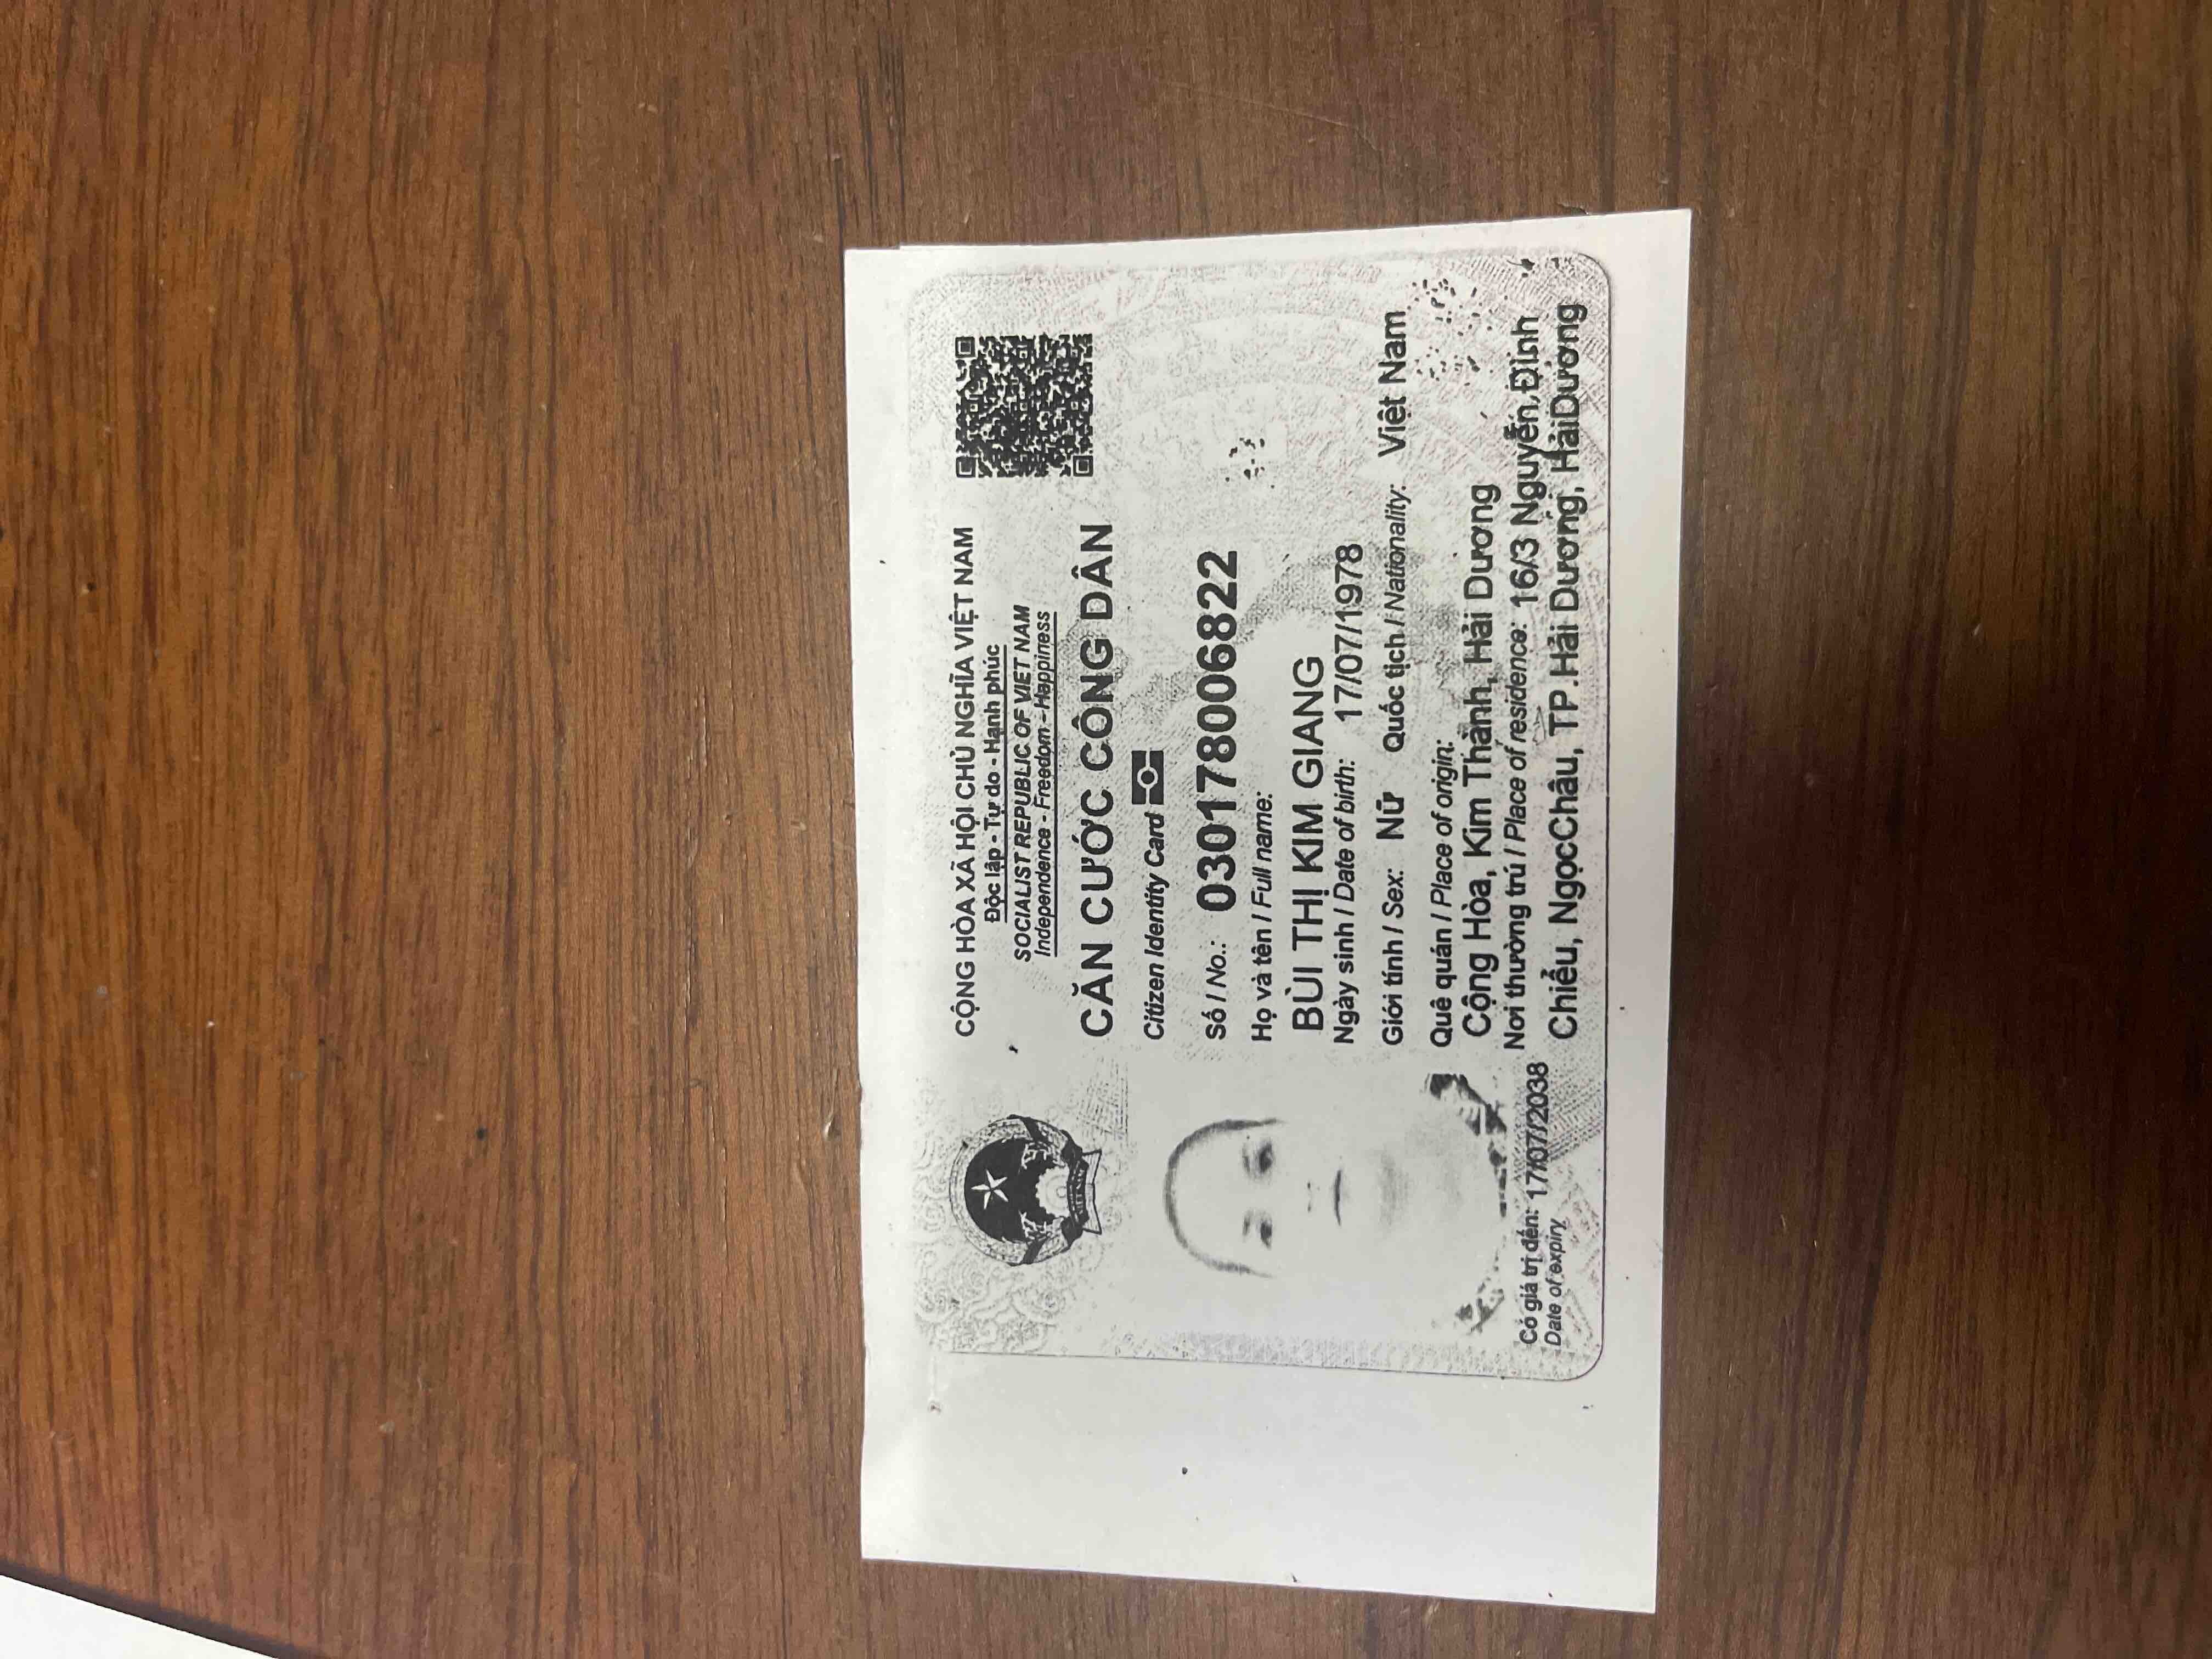 CỘNG HÒA XÃ HỘI CHỦ NGHĨA VIỆT NAM
Độc lập - Tự do - Hạnh phúc
SOCIALIST REPUBLIC OF VIET NAM
Independence - Freedom - Happiness
CĂN CƯỚC CÔNG DÂN
Citizen Identity Card
Số / No.: 030178006822
Họ và tên / Full name:
BÙI THỊ KIM GIANG
Ngày sinh / Date of birth: 17/07/1978
Giới tính / Sex: Nữ Quốc tịch / Nationality: Việt Nam
Quê quán / Place of origin:
Cộng Hòa, Kim Thành, Hải Dương
Nơi thường trú / Place of residence: 16/3 Nguyễn Đình
Chiểu, NgọcChâu, TP.Hải Dương, HảiDương
Có giá trị đến: 17/07/2038
Date of expiry